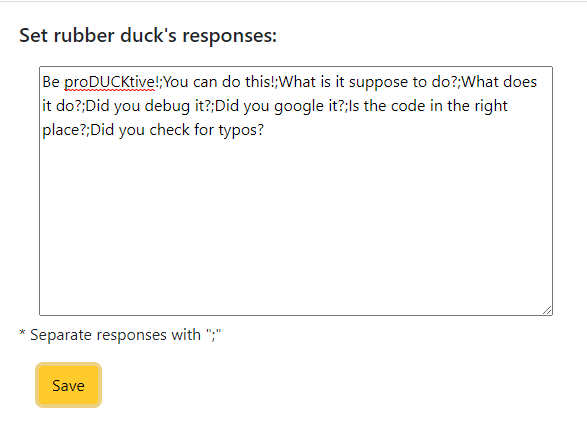 Set rubber duck's responses:
Be proDUCKtive!;You can do this!;What is it suppose to do?;What does
it do?;Did you debug it?;Did you google it?;Is the code in the right
place?;Did you check for typos?
* Separate responses with ";"
Save